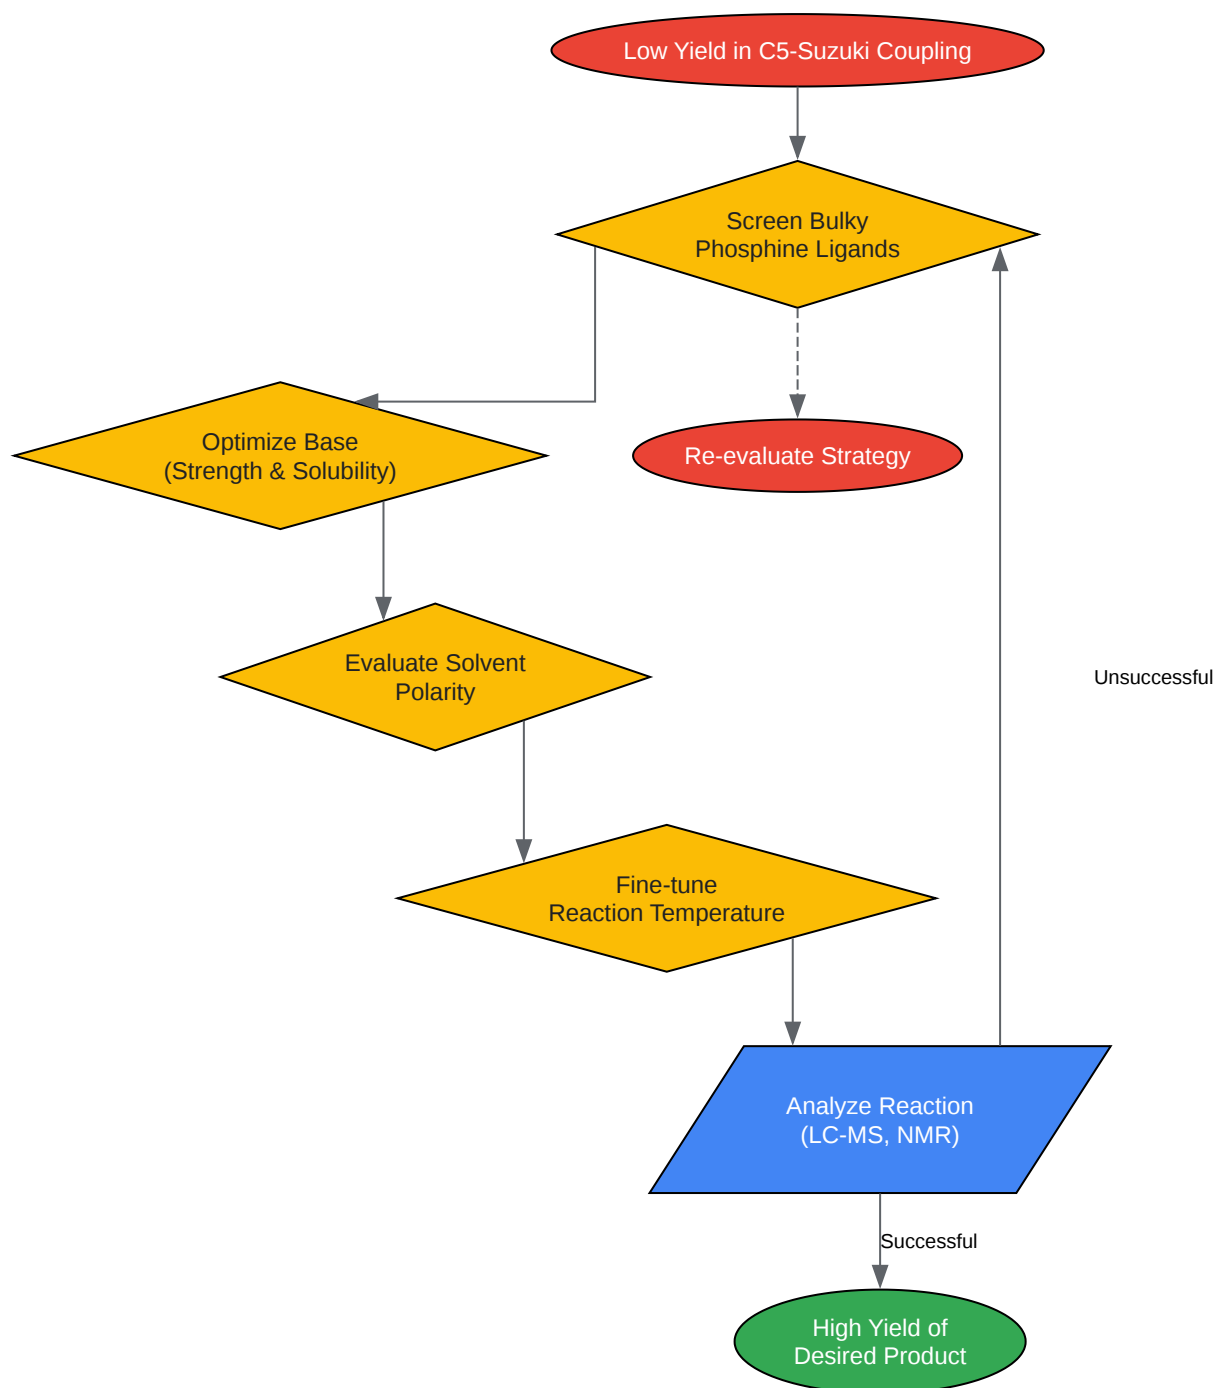 Low Yield in C5-Suzuki Coupling
Screen Bulky
Phosphine Ligands
Optimize Base
(Strength & Solubility)
Re-evaluate Strategy
Evaluate Solvent
Polarity
Unsuccessful
Fine-tune
Reaction Temperature
Analyze Reaction
(LC-MS, NMR)
Successful
High Yield of
Desired Product